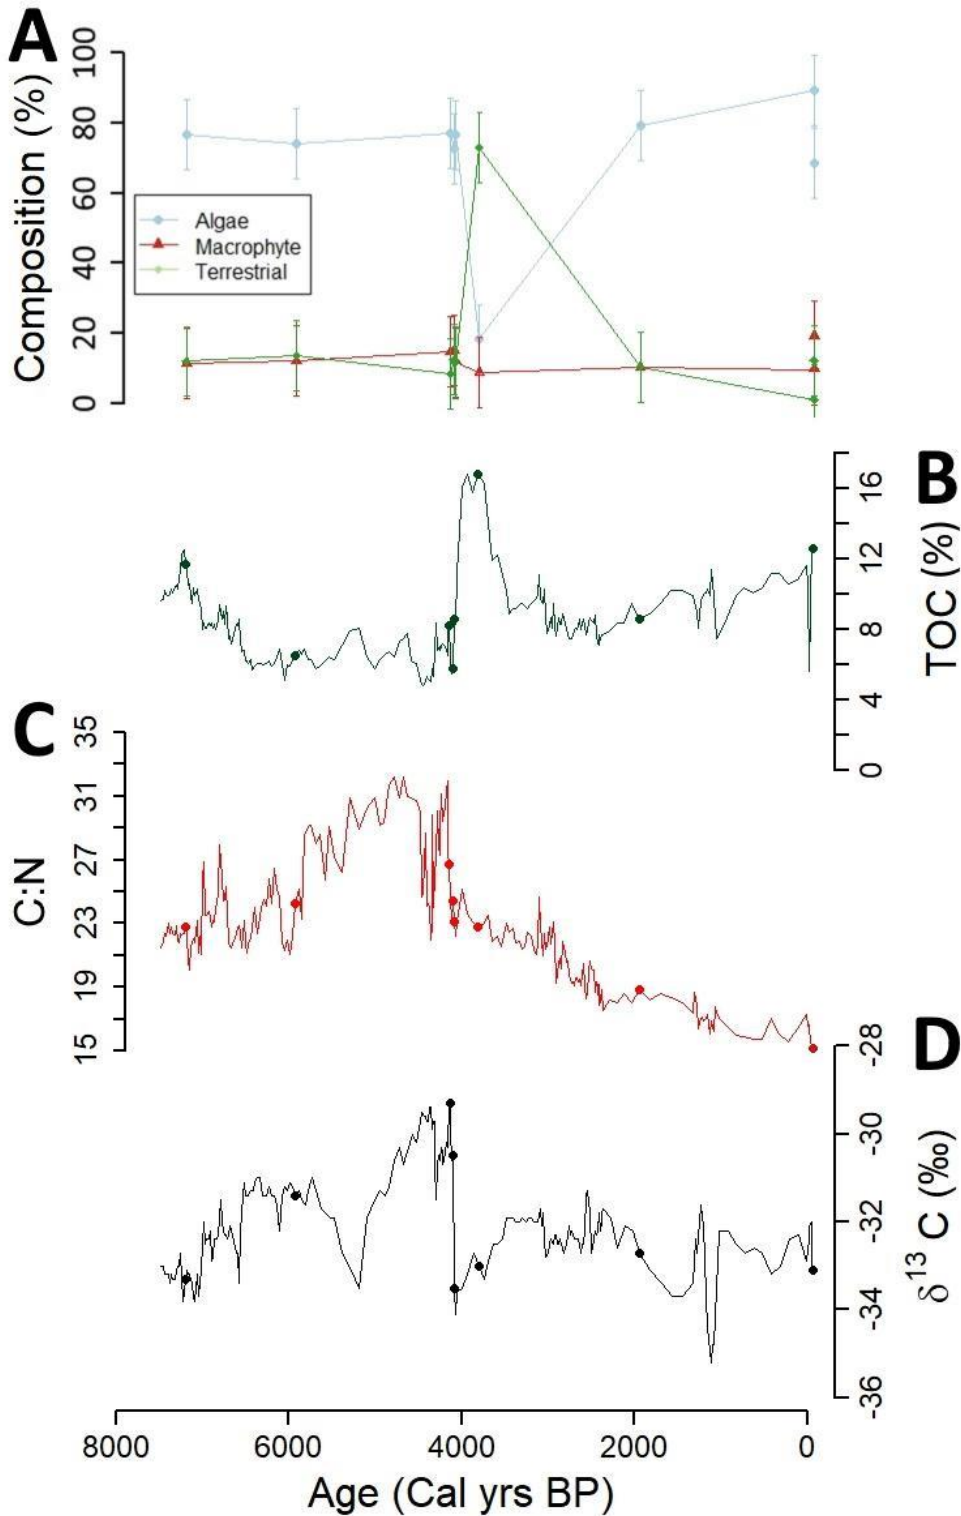 A
Composition (%)
100
80
60
40
20
0
Algae
Macrophyte
Terrestrial
B
TOC (%)
16
12
8
4
0
C
C:N
35
31
27
23
19
15
D
δ13 C (‰)
-28
-30
-32
-34
-36
8000 6000 4000 2000 0
Age (Cal yrs BP)